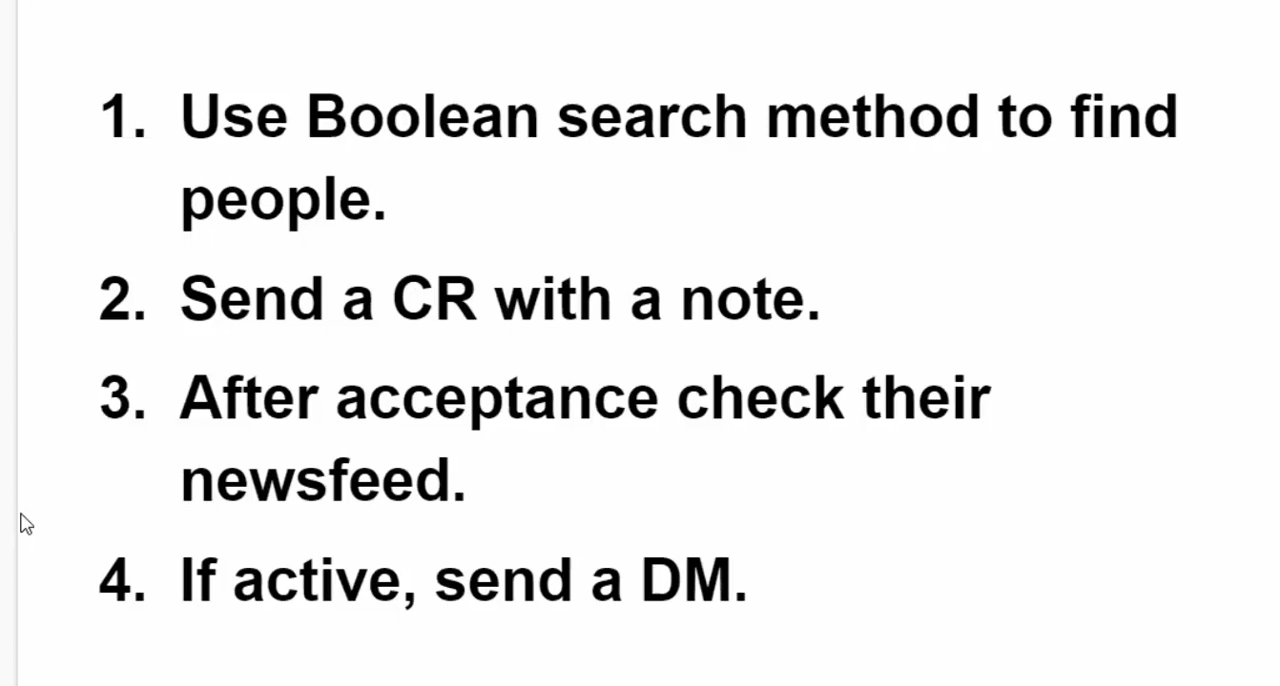 1. Use Boolean search method to find
people.
2. Send a CR with a note.
3. After acceptance check their
newsfeed.
4. If active, send a DM.